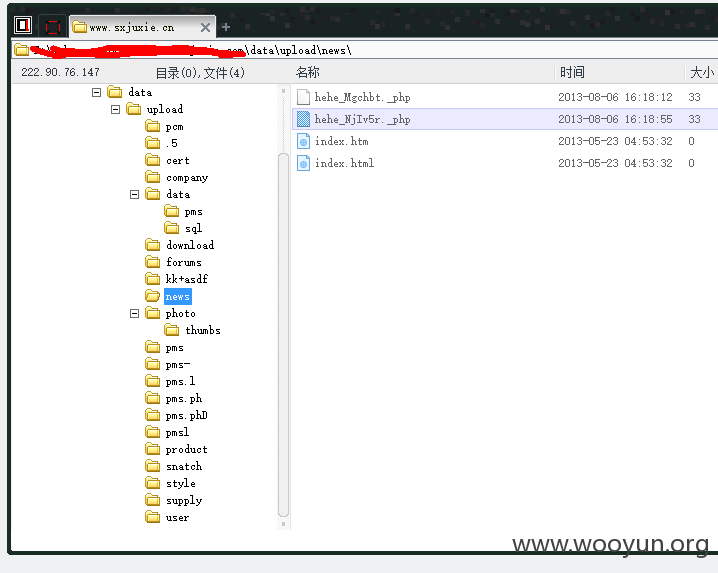 www.sxjuxie.cn
com\data\upload\news\
222.90.76.147 目录(0),文件(4) 名称 时间 大小
data
upload
pcm
.5
cert
company
data
pms
sql
download
forums
kk+asdf
news
photo
thumbs
pms
pms-
pms.l
pms.ph
pms.phD
pmsl
product
snatch
style
supply
user
hehe_Mgchbt._php 2013-08-06 16:18:12 33
hehe_NjIv5r._php 2013-08-06 16:18:55 33
index.htm 2013-05-23 04:53:32 0
index.html 2013-05-23 04:53:32 0
www.wooyun.org